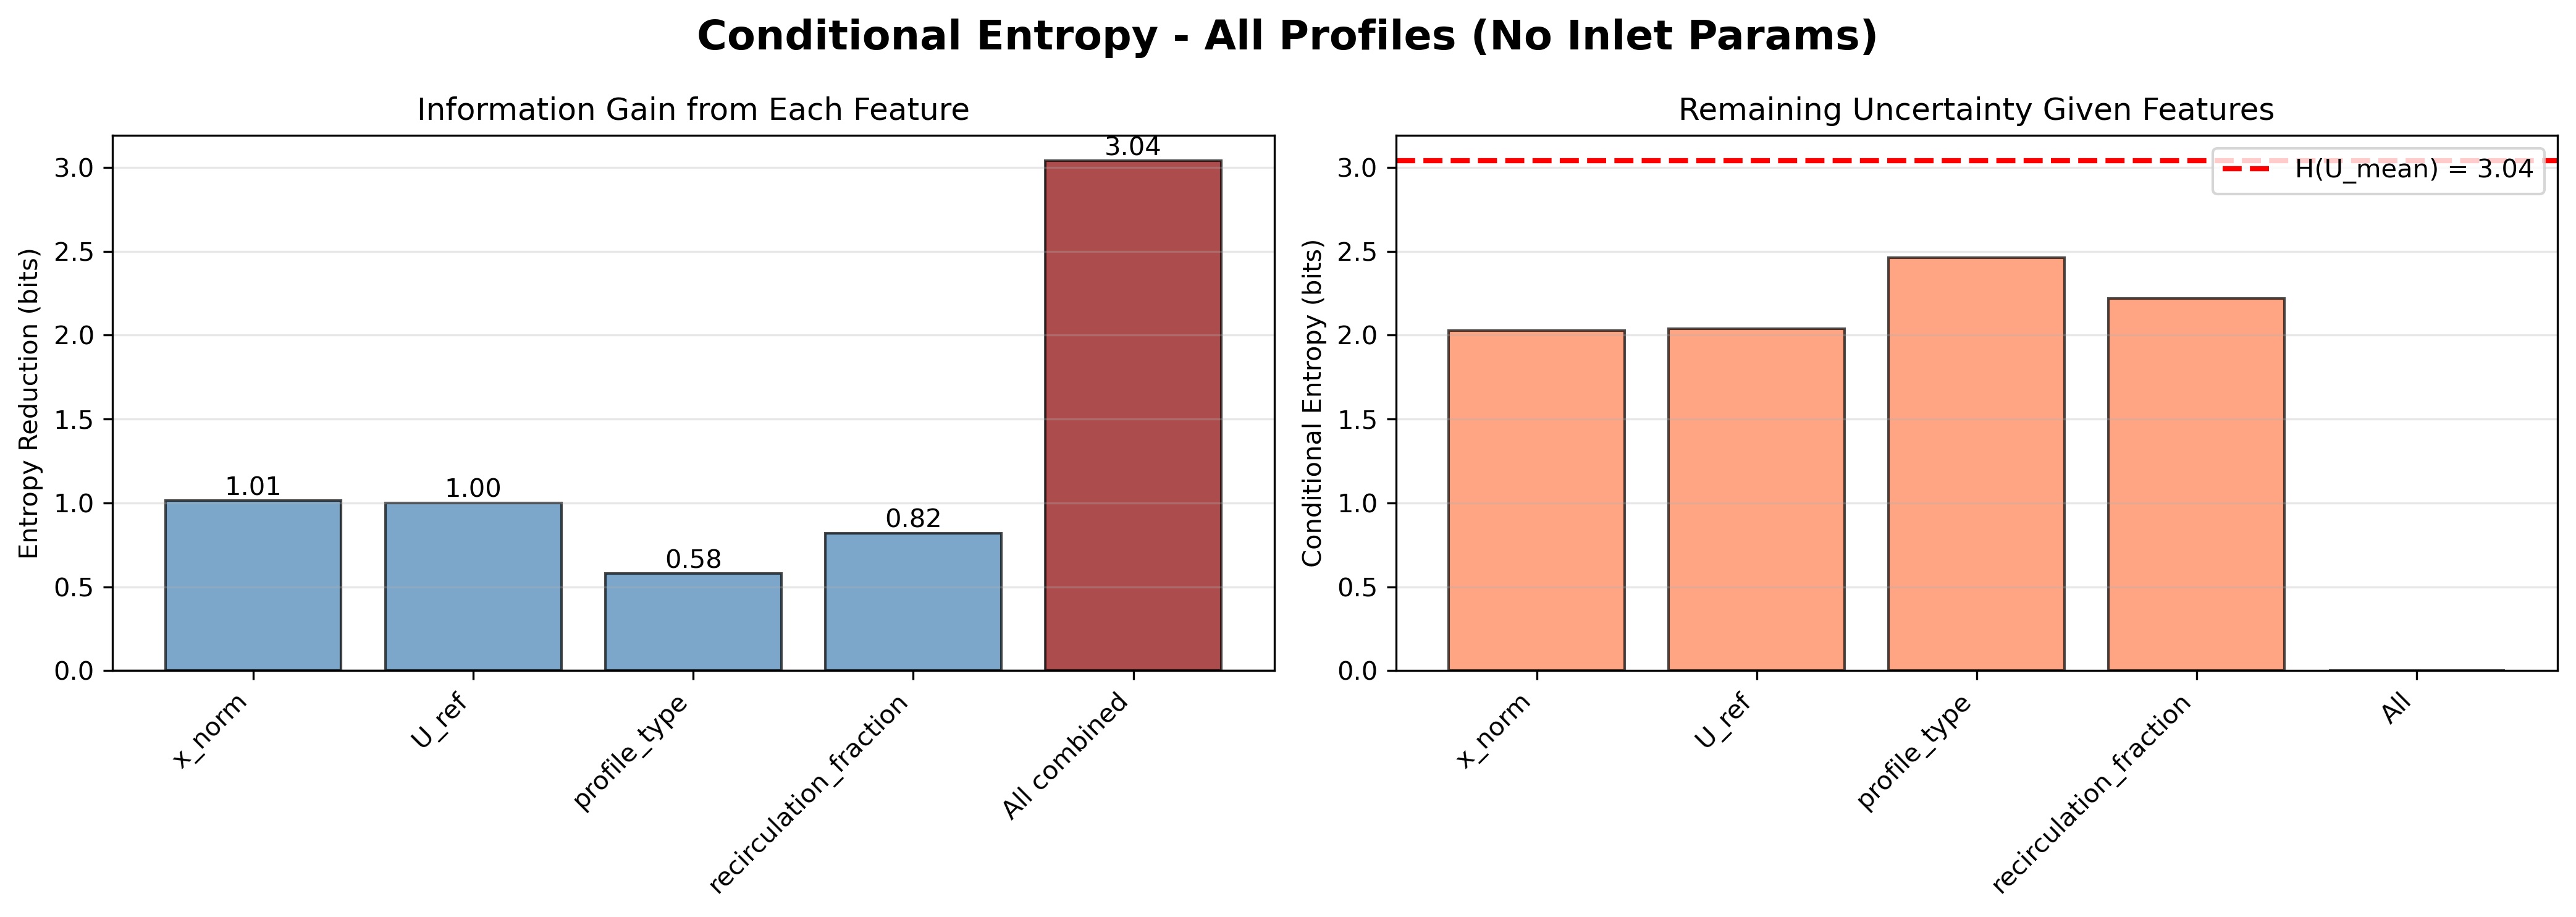 Conditional Entropy - All Profiles (No Inlet Params)
Information Gain from Each Feature
Entropy Reduction (bits)
3.0
2.5
2.0
1.5
1.0
0.5
0.0
1.01
1.00
0.58
0.82
3.04
x_norm
U_ref
profile_type
recirculation_fraction
All combined
Remaining Uncertainty Given Features
Conditional Entropy (bits)
3.0
2.5
2.0
1.5
1.0
0.5
0.0
H(U_mean) = 3.04
x_norm
U_ref
profile_type
recirculation_fraction
All